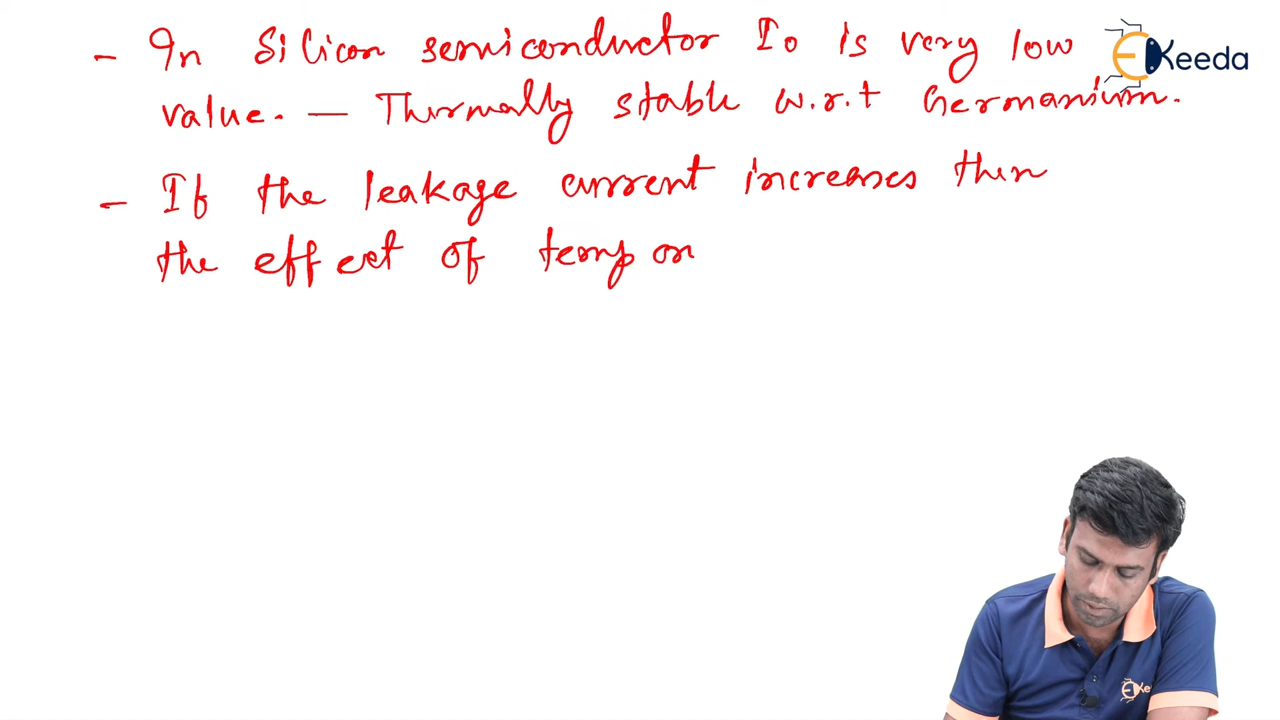 - In Silicon semiconductor Io is very low
value. — Thermally stable w.r.t Germanium.
- If the leakage current increases then
the effect of temp on
EKeeda
EKe